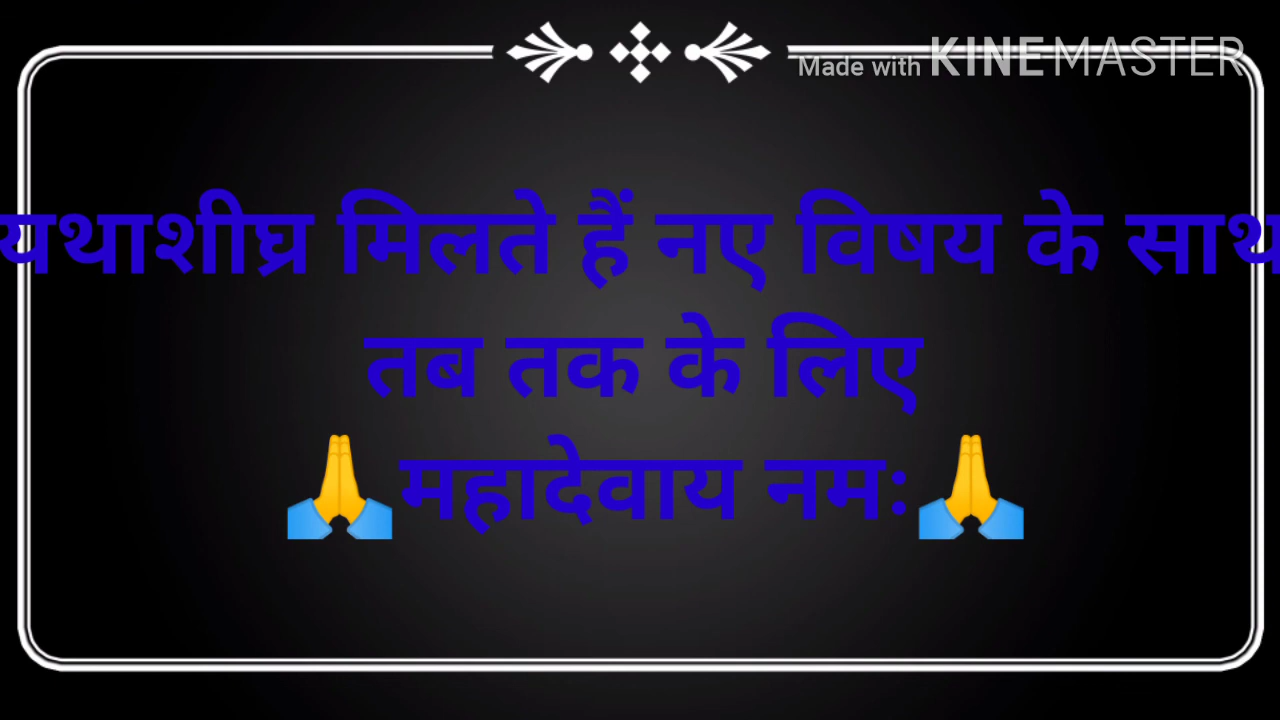 Made with KINEMASTER
यथाशीघ्र मिलते हैं नए विषय के साथ
तब तक के लिए
🙏महादेवाय नमः🙏